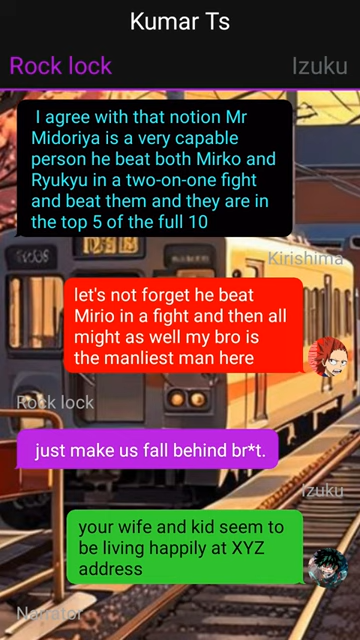 Kumar Ts
Rock lock
Izuku
I agree with that notion Mr
Midoriya is a very capable
person he beat both Mirko and
Ryukyu in a two-on-one fight
and beat them and they are in
the top 5 of the full 10
Kirishima
let's not forget he beat
Mirio in a fight and then all
might as well my bro is
the manliest man here
Rock lock
just make us fall behind br*t.
Izuku
your wife and kid seem to
be living happily at XYZ
address
Narrator